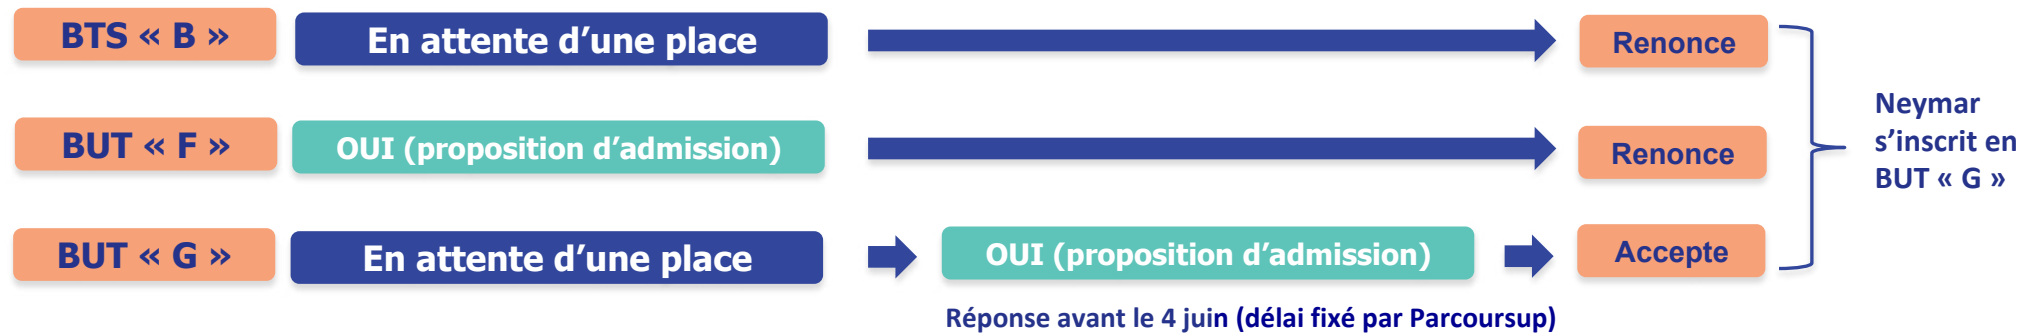 BTS « B »
En attente d’une place
Renonce
BUT « F »
OUI (proposition d’admission)
Renonce
BUT « G »
En attente d’une place
OUI (proposition d’admission)
Accepte
Réponse avant le 4 juin (délai fixé par Parcoursup)
Neymar
s’inscrit en
BUT « G »